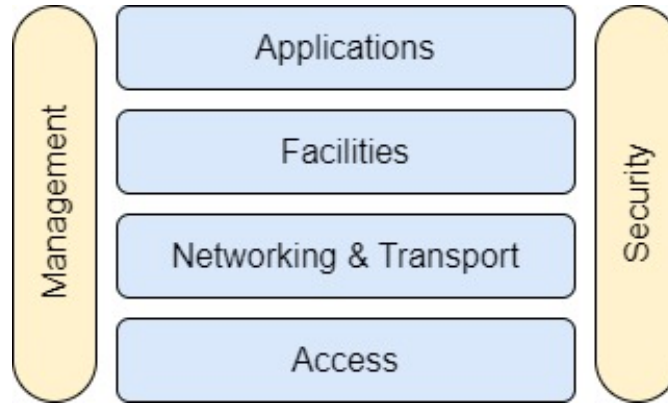 Management
Applications
Facilities
Networking & Transport
Access
Security